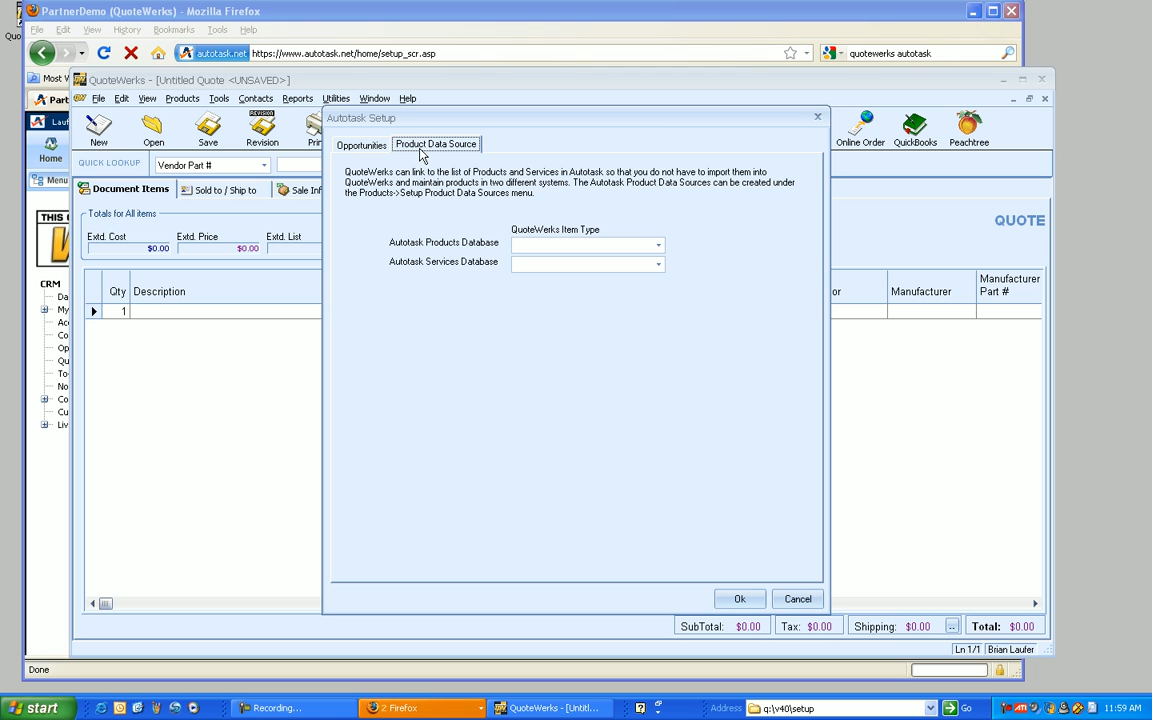 PartnerDemo @ QuoteWerks - Mozilla Firefox
File Edit View History Bookmarks Tools Help
autotask.net https://www.autotask.net/home/setup_scr.asp
quotewerks autotask
Most V
QuoteWerks - [Untitled Quote <UNSAVED>]
File Edit View Products Tools Contacts Reports Utilities Window Help
New Open Save Revision Prin Online Order QuickBooks Peachtree
REVISION
QUICK LOOKUP Vendor Part #
Document Items Sold to / Ship to Sale Inf
Totals for All items
Extd. Cost Extd. Price Extd. List
$0.00 $0.00
QUOTE
Qty Description or Manufacturer Manufacturer Part #
1
Autotask Setup
Opportunities Product Data Source
QuoteWerks can link to the list of Products and Services in Autotask so that you do not have to import them into
QuoteWerks and maintain products in two different systems. The Autotask Product Data Sources can be created under
the Products->Setup Product Data Sources menu.
QuoteWerks Item Type
Autotask Products Database
Autotask Services Database
Ok Cancel
Part
Lauf
Home
Menu
THIS
CRM
Da
My
Acc
Co
Op
Qu
To-
No
Co
Cu
Liv
SubTotal: $0.00 Tax: $0.00 Shipping: $0.00 .. Total: $0.00
Ln 1/1 Brian Laufer
Done
start Recording... 2 Firefox QuoteWerks - [Untitl... Address q:\v40\setup Go 11:59 AM